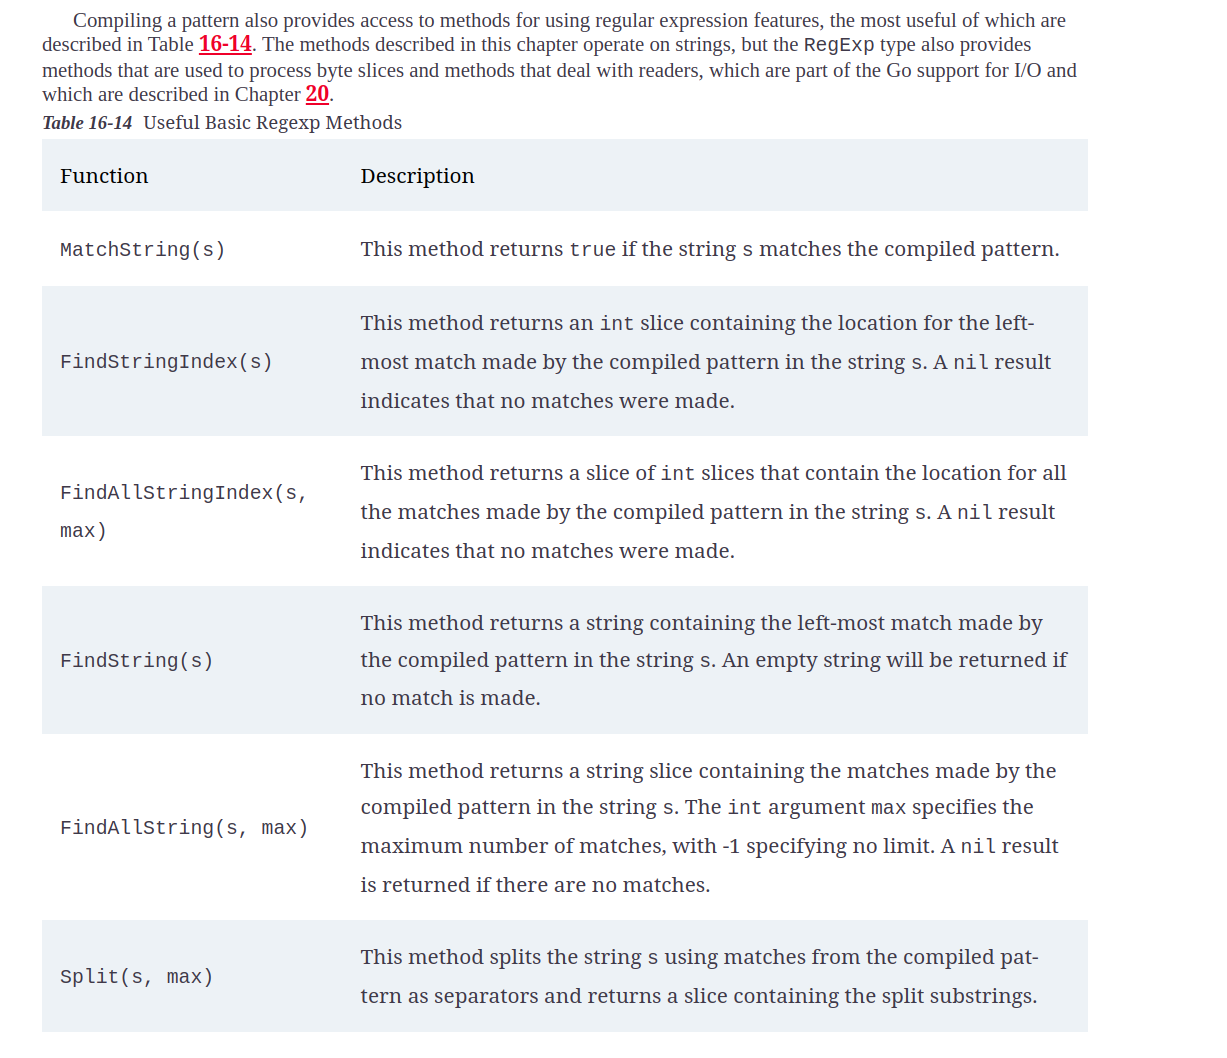 Compiling a pattern also provides access to methods for using regular expression features, the most useful of which are
described in Table 16-14. The methods described in this chapter operate on strings, but the RegExp type also provides
methods that are used to process byte slices and methods that deal with readers, which are part of the Go support for I/O and
which are described in Chapter 20.
Table 16-14 Useful Basic Regexp Methods
Function
Description
MatchString(s)
This method returns true if the string s matches the compiled pattern.
FindStringIndex(s)
This method returns an int slice containing the location for the left-
most match made by the compiled pattern in the string s. A nil result
indicates that no matches were made.
FindAllStringIndex(s,
max)
This method returns a slice of int slices that contain the location for all
the matches made by the compiled pattern in the string s. A nil result
indicates that no matches were made.
FindString(s)
This method returns a string containing the left-most match made by
the compiled pattern in the string s. An empty string will be returned if
no match is made.
FindAllString(s, max)
This method returns a string slice containing the matches made by the
compiled pattern in the string s. The int argument max specifies the
maximum number of matches, with -1 specifying no limit. A nil result
is returned if there are no matches.
Split(s, max)
This method splits the string s using matches from the compiled pat-
tern as separators and returns a slice containing the split substrings.